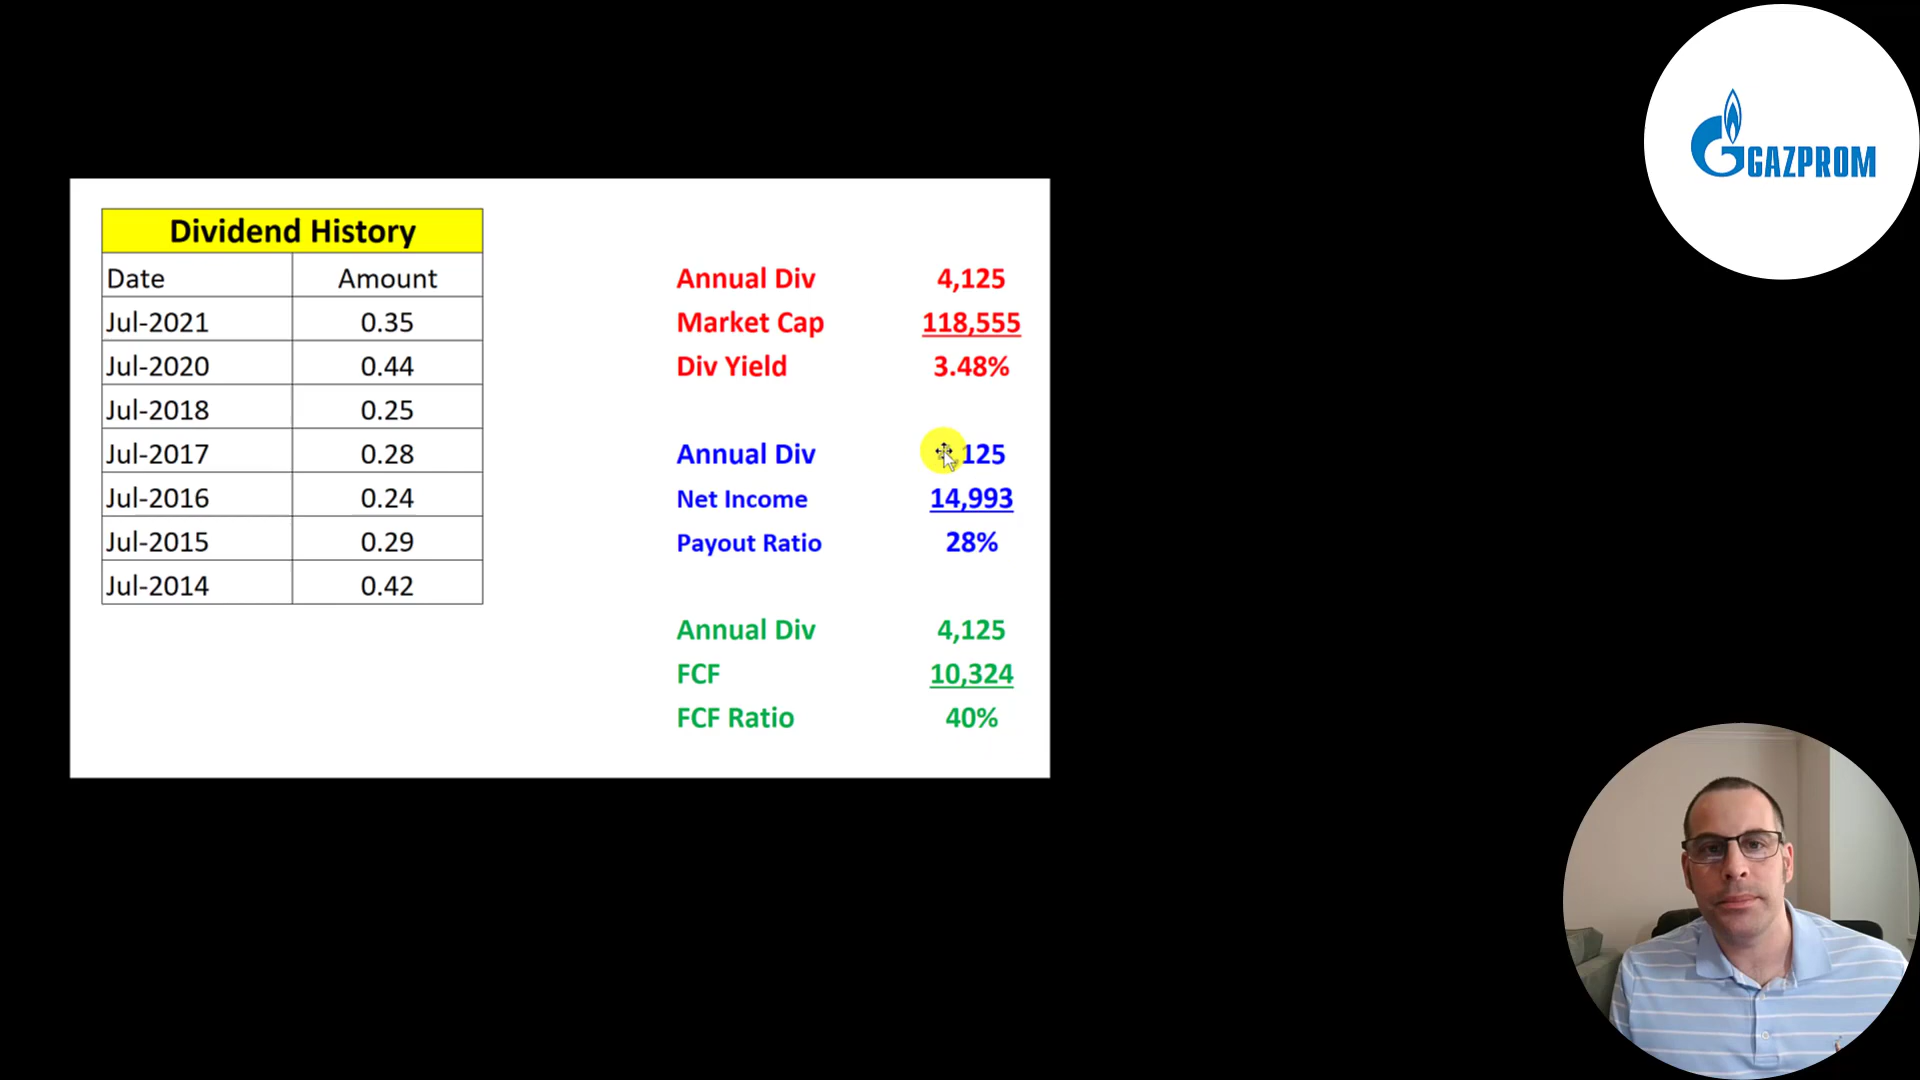 GAZPROM
Dividend History
Date Amount
Jul-2021 0.35
Jul-2020 0.44
Jul-2018 0.25
Jul-2017 0.28
Jul-2016 0.24
Jul-2015 0.29
Jul-2014 0.42
Annual Div 4,125
Market Cap 118,555
Div Yield 3.48%
Annual Div 125
Net Income 14,993
Payout Ratio 28%
Annual Div 4,125
FCF 10,324
FCF Ratio 40%